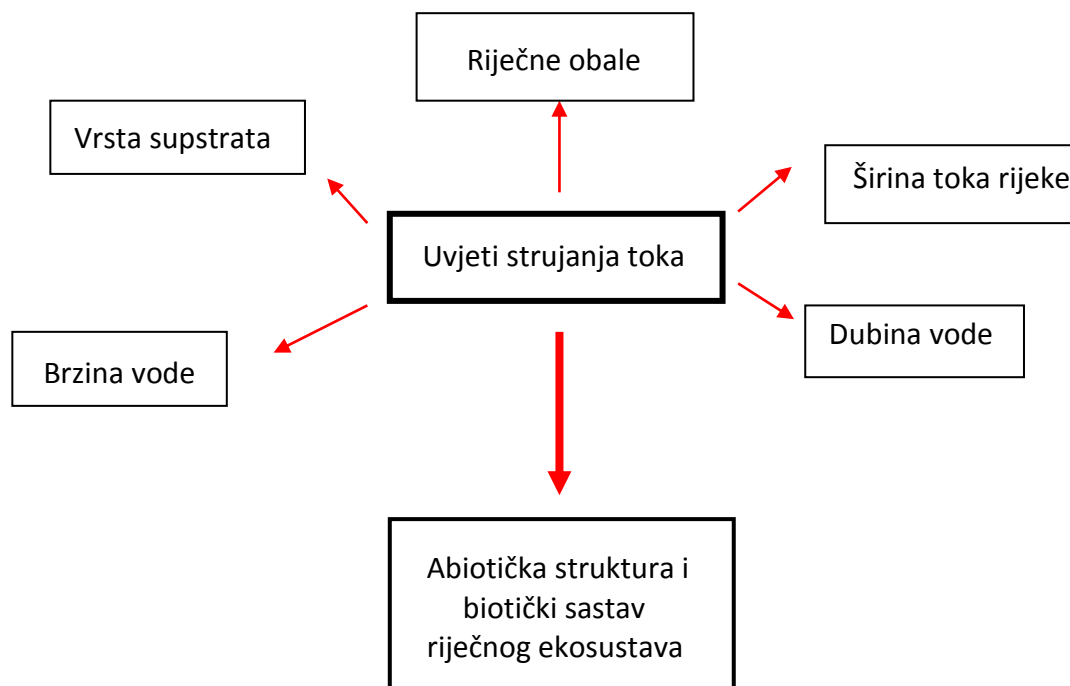 Riječne obale
Vrsta supstrata
Širina toka rijeke
Uvjeti strujanja toka
Dubina vode
Brzina vode
Abiotička struktura i
biotički sastav
riječnog ekosustava